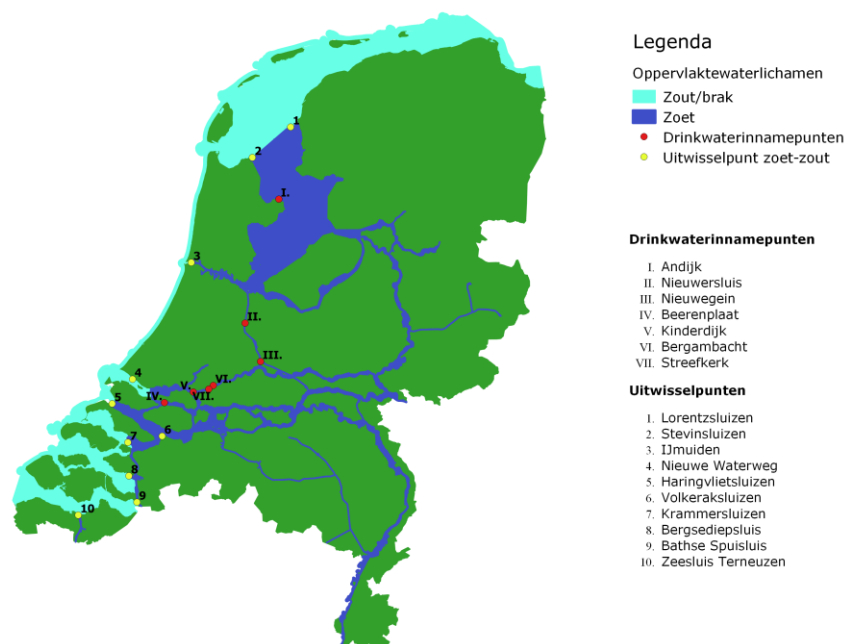 Legenda
Oppervlaktewaterlichamen
Zout/brak
Zoet
Drinkwaterinnamepunten
Uitwisselpunt zoet-zout
1
2
I.
3
II.
III.
4
V.
VI.
5
IV.
VII.
6
7
8
9
10
Drinkwaterinnamepunten
I. Andijk
II. Nieuwersluis
III. Nieuwegein
IV. Beerenplaat
V. Kinderdijk
VI. Bergambacht
VII. Streefkerk
Uitwisselpunten
1. Lorentzsluizen
2. Stevinsluizen
3. IJmuiden
4. Nieuwe Waterweg
5. Haringvlietsluizen
6. Volkeraksluizen
7. Krammersluizen
8. Bergsediepsluis
9. Bathse Spuisluis
10. Zeesluis Terneuzen